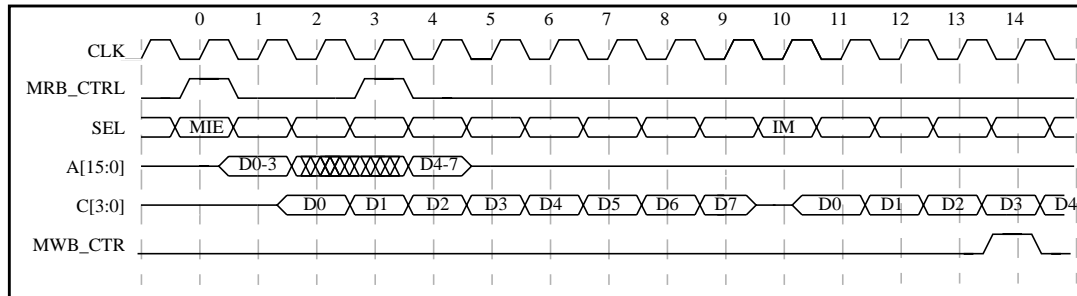 0 1 2 3 4 5 6 7 8 9 10 11 12 13 14
CLK
MRB_CTRL
SEL MIE IM
A[15:0] D0-3 D4-7
C[3:0] D0 D1 D2 D3 D4 D5 D6 D7 D0 D1 D2 D3 D4
MWB_CTR